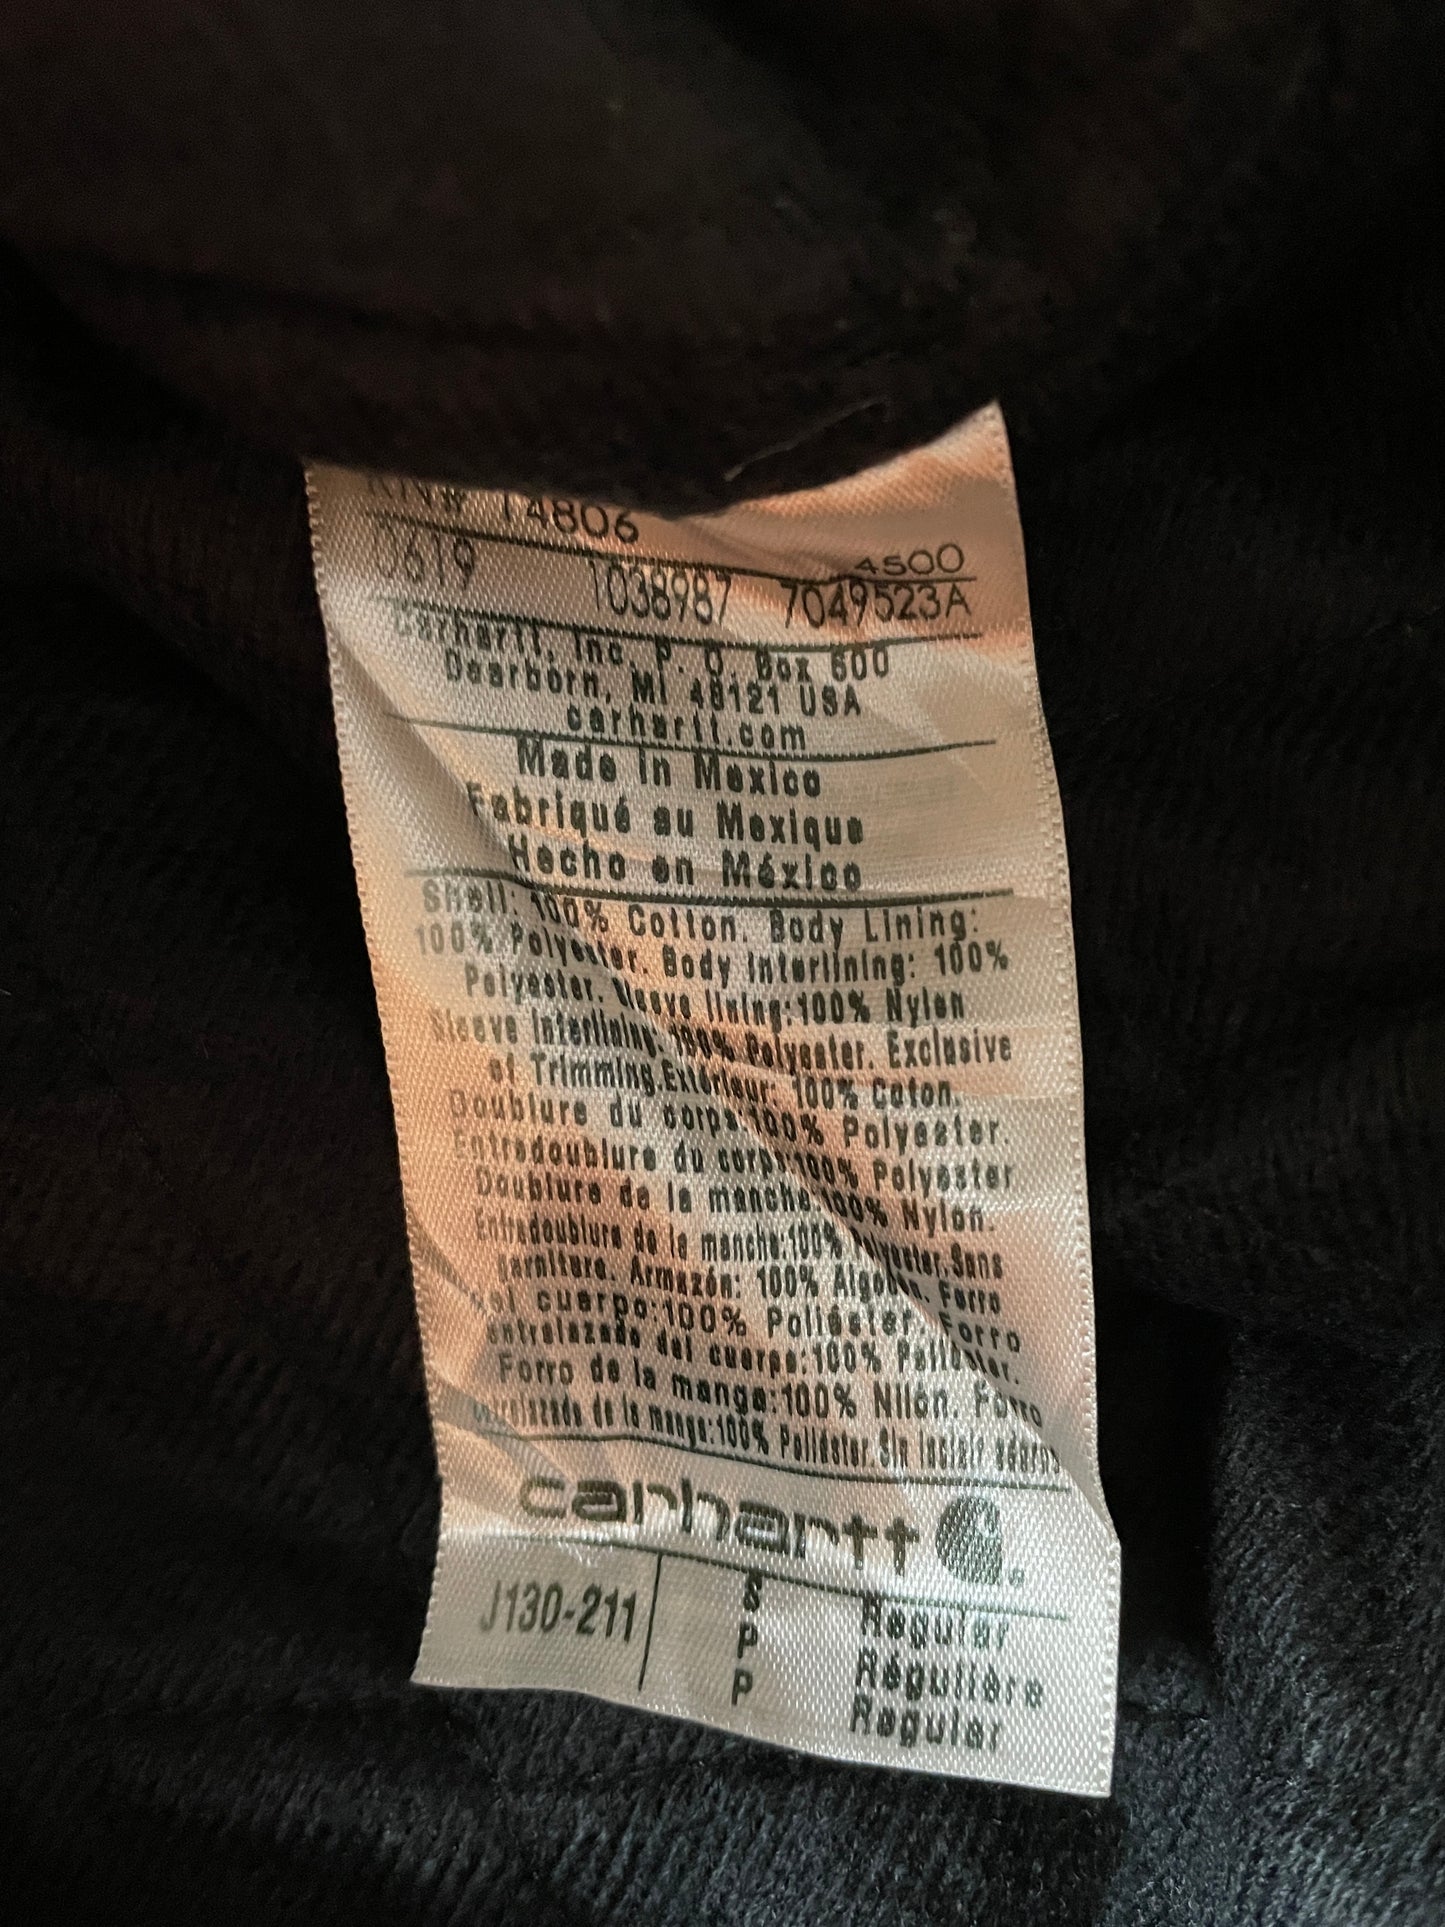 RN# 14806
4500
0619 1038987 7049523A
Carhartt, Inc. P. O. Box 600
Dearborn, MI 48121 USA
carhartt.com
Made in Mexico
Fabriqué au Mexique
Hecho en México
Shell: 100% Cotton. Body Lining:
100% Polyester. Body Interlining: 100%
Polyester. Sleeve lining:100% Nylon
Sleeve Interlining: 100% Polyester. Exclusive
of Trimming.Extérieur: 100% Coton.
Doublure du corps:100% Polyester.
Entredoublure du corps:100% Polyester
Doublure de la manche:100% Nylon.
Entredoublure de la manche:100% Polyester.Sans
garniture. Armazón: 100% Algodon. Forro
del cuerpo:100% Poliéster. Forro
entrelazado del cuerpo:100% Poliéster.
Forro de la manga:100% Nilón. Forro
entrelazado de la manga:100% Poliéster.Sin
carhartt
J130-211 S Regular
P Régulière
P Regular